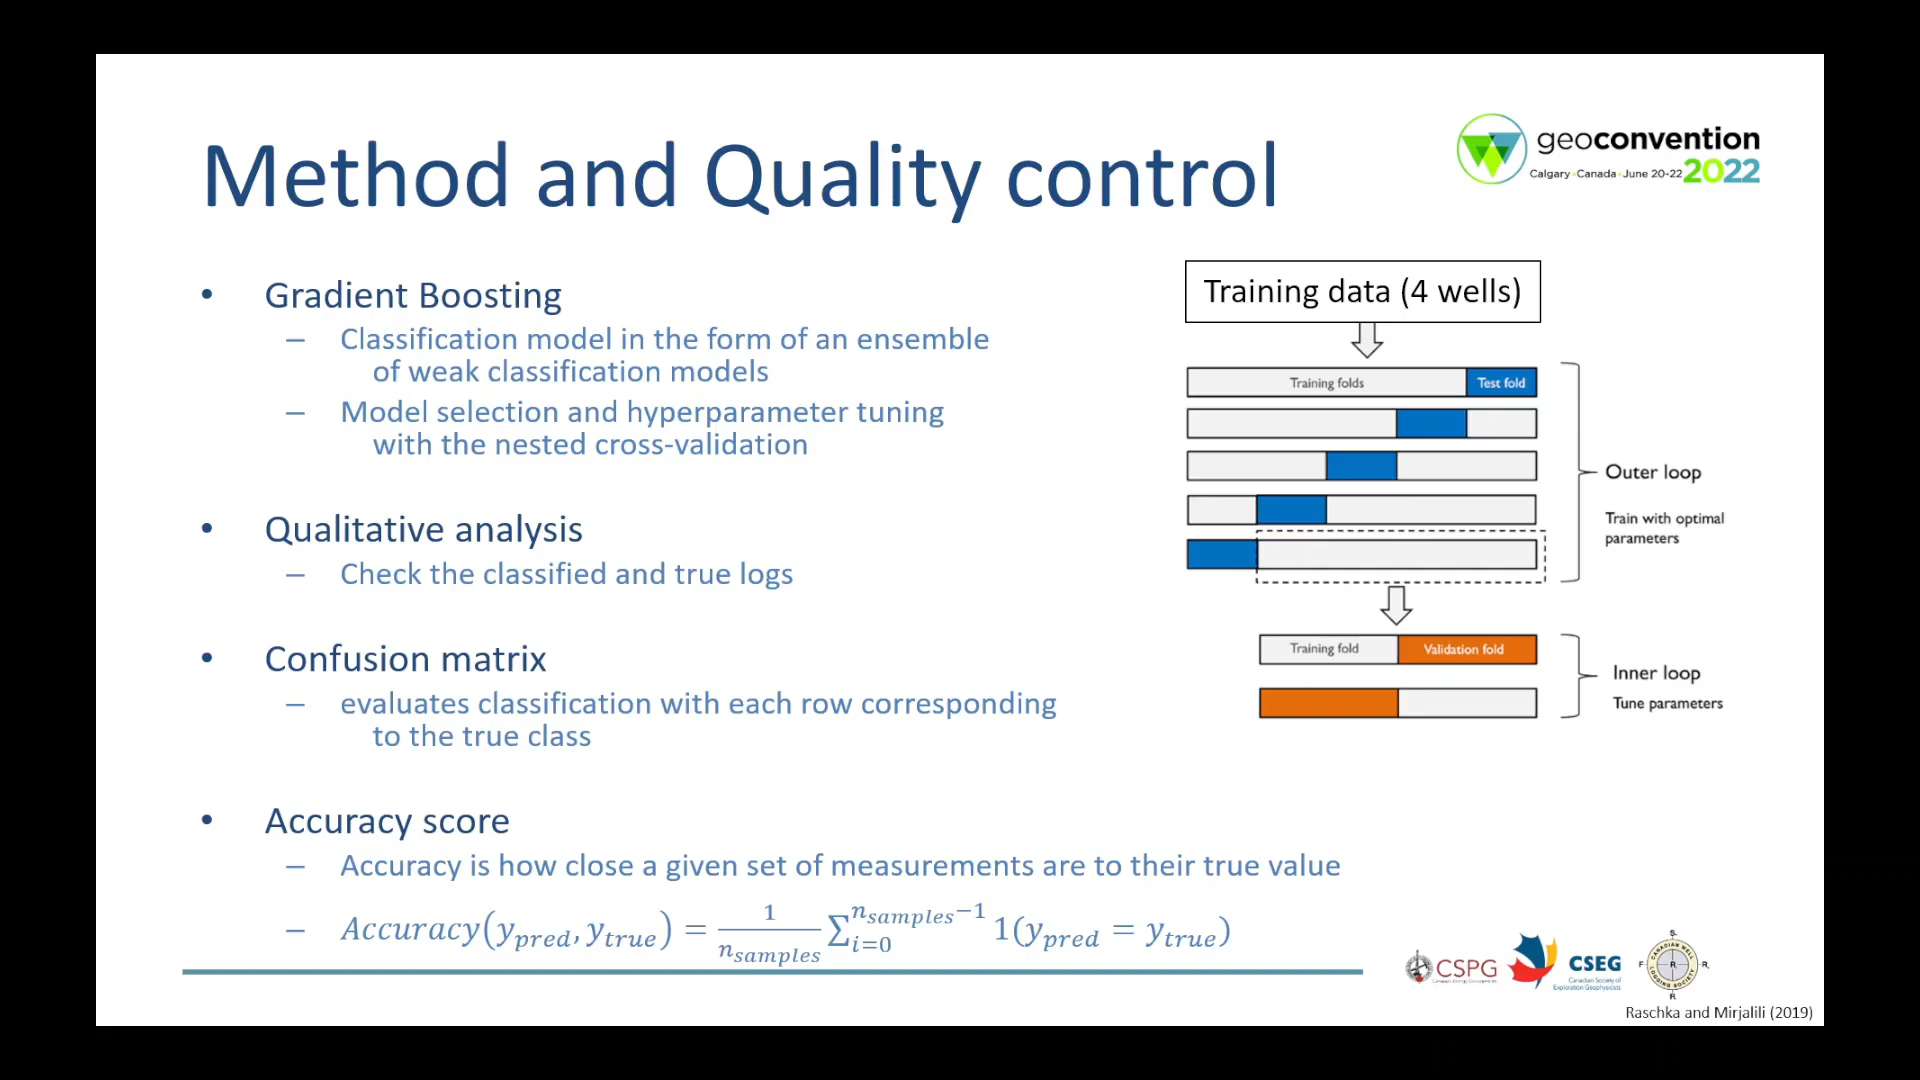 Method and Quality control
geoconvention
Calgary•Canada•June 20-22 2022
• Gradient Boosting
– Classification model in the form of an ensemble
of weak classification models
– Model selection and hyperparameter tuning
with the nested cross-validation
• Qualitative analysis
– Check the classified and true logs
• Confusion matrix
– evaluates classification with each row corresponding
to the true class
• Accuracy score
– Accuracy is how close a given set of measurements are to their true value
– Accuracy(y_pred, y_true) = 1/n_samples ∑_{i=0}^{n_samples−1} 1(y_pred = y_true)
Training data (4 wells)
Training folds Test fold
Outer loop
Train with optimal
parameters
Training fold Validation fold
Inner loop
Tune parameters
CSPG
CSEG
Canadian Society of
Exploration Geophysicists
CANADIAN WELL LOGGING SOCIETY
S. F. R. R. R.
Raschka and Mirjalili (2019)